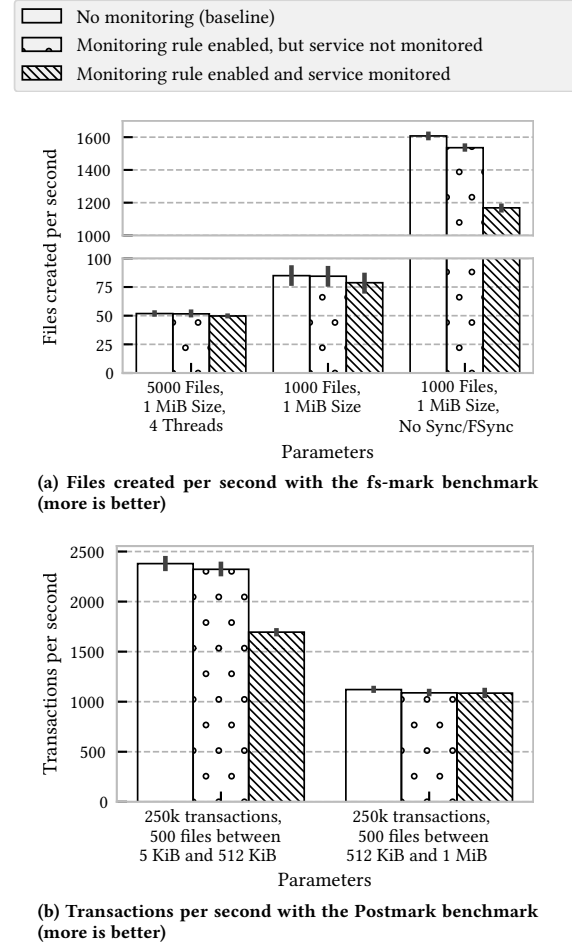 No monitoring (baseline)
Monitoring rule enabled, but service not monitored
Monitoring rule enabled and service monitored
Files created per second
1600
1400
1200
1000
100
75
50
25
0
5000 Files,
1 MiB Size,
4 Threads
1000 Files,
1 MiB Size
1000 Files,
1 MiB Size,
No Sync/FSync
Parameters
(a) Files created per second with the fs-mark benchmark
(more is better)
Transactions per second
2500
2000
1500
1000
500
0
250k transactions,
500 files between
5 KiB and 512 KiB
250k transactions,
500 files between
512 KiB and 1 MiB
Parameters
(b) Transactions per second with the Postmark benchmark
(more is better)